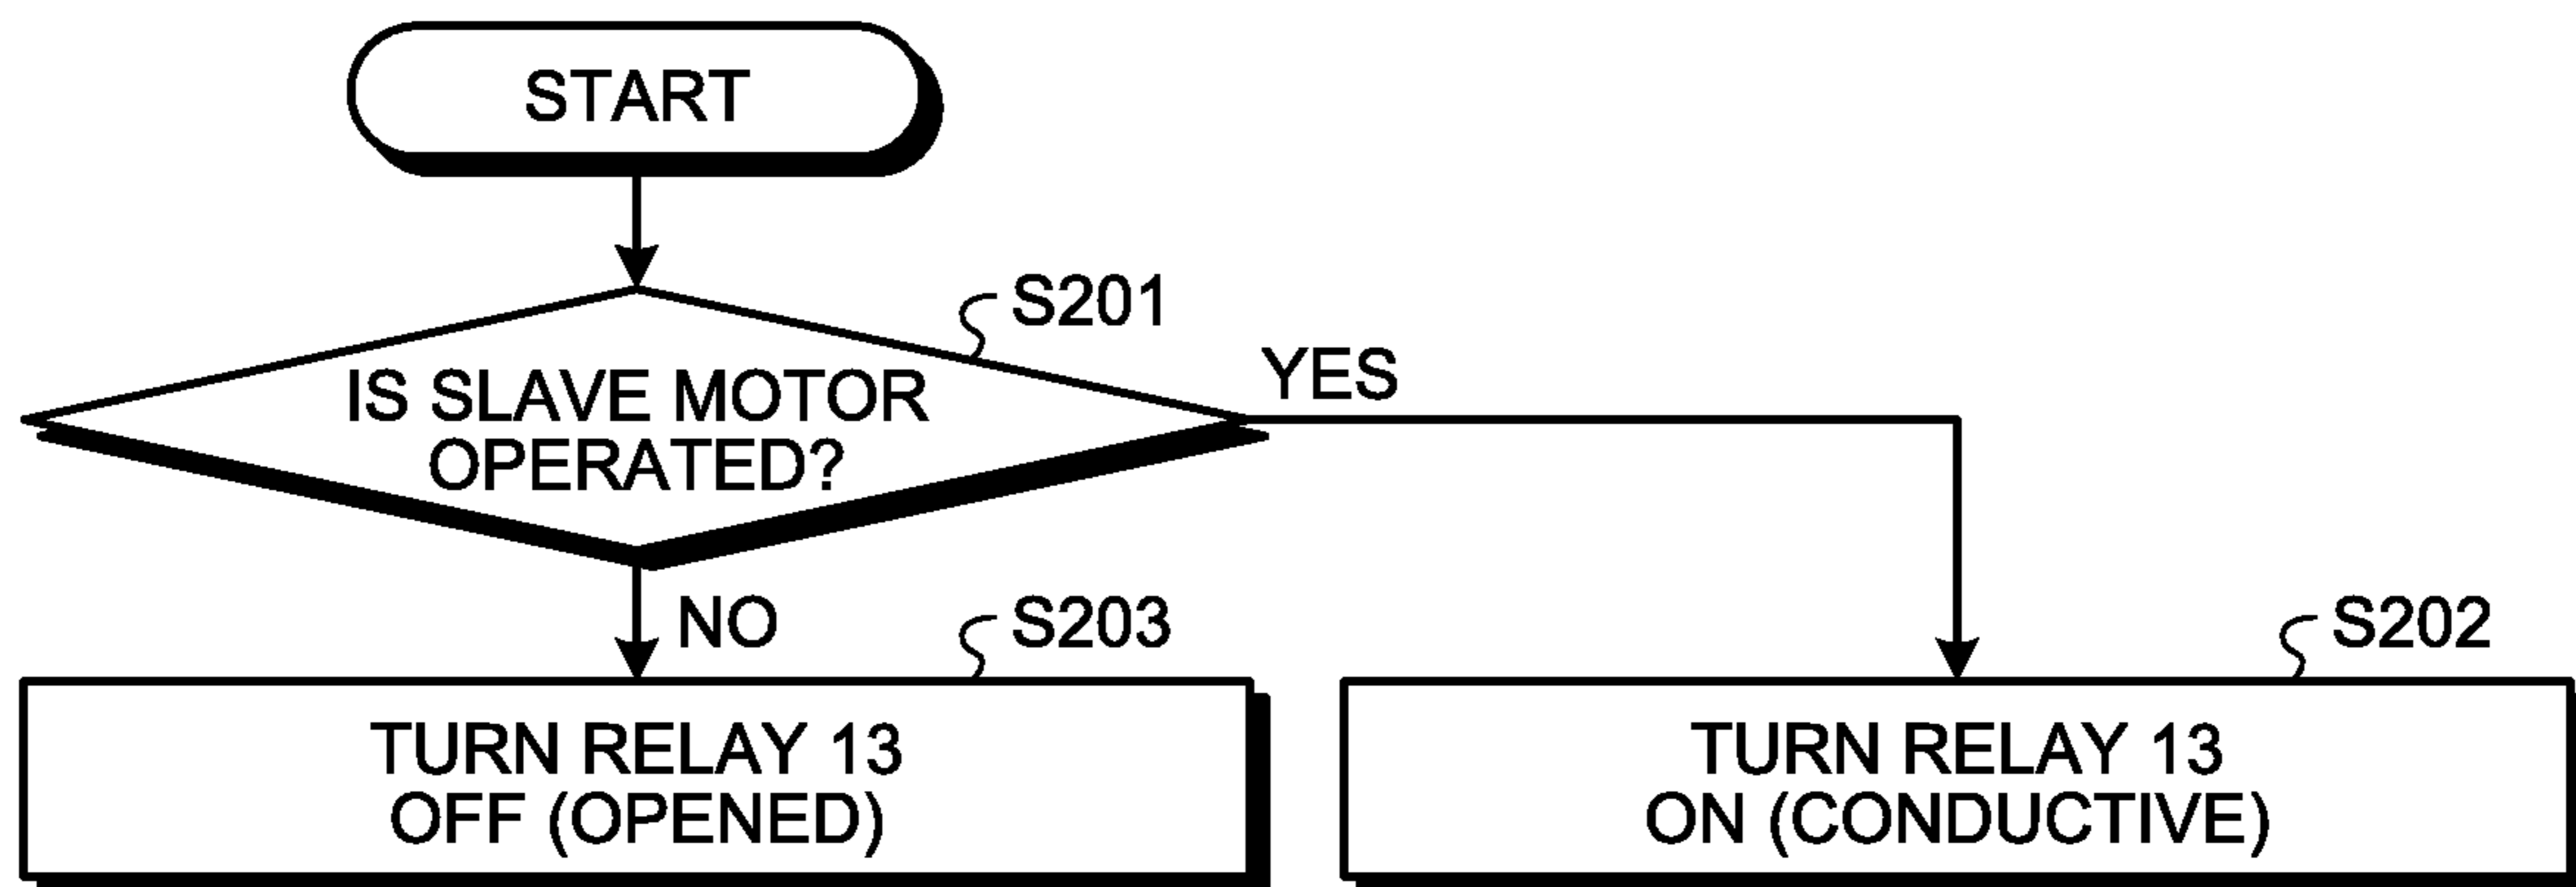 START
S201
IS SLAVE MOTOR
OPERATED?
YES
NO
S203
S202
TURN RELAY 13
OFF (OPENED)
TURN RELAY 13
ON (CONDUCTIVE)